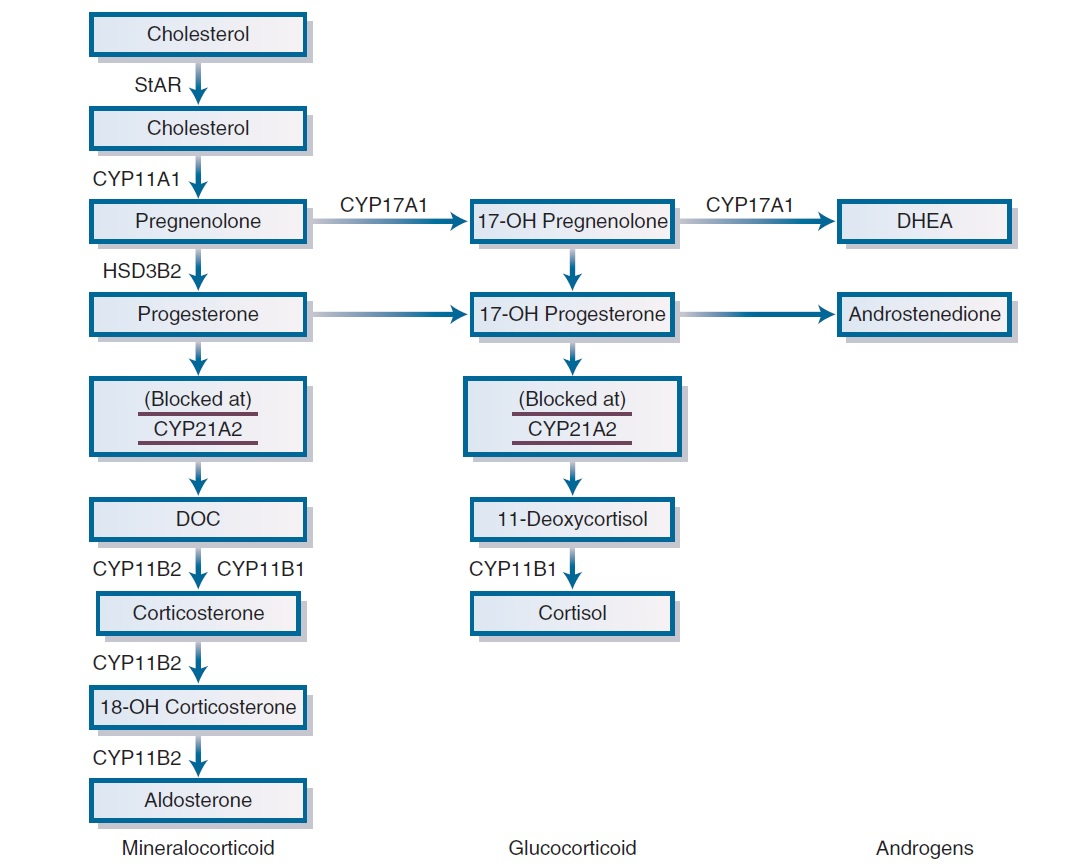 Cholesterol
StAR
Cholesterol
CYP11A1
CYP17A1
CYP17A1
Pregnenolone
17-OH Pregnenolone
DHEA
HSD3B2
Progesterone
17-OH Progesterone
Androstenedione
(Blocked at)
CYP21A2
(Blocked at)
CYP21A2
DOC
11-Deoxycortisol
CYP11B2
CYP11B1
CYP11B1
Corticosterone
Cortisol
CYP11B2
18-OH Corticosterone
CYP11B2
Aldosterone
Mineralocorticoid
Glucocorticoid
Androgens